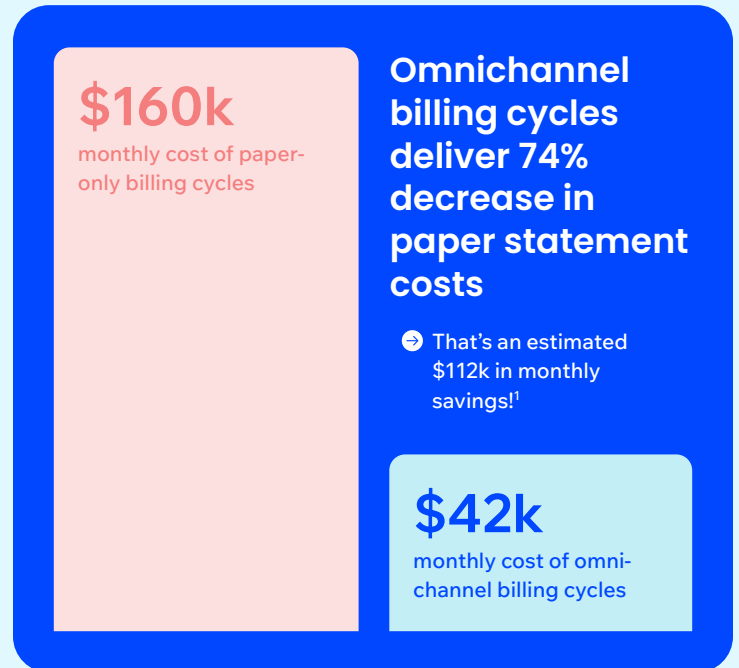 $160k
monthly cost of paper-
only billing cycles
Omnichannel
billing cycles
deliver 74%
decrease in
paper statement
costs
That’s an estimated
$112k in monthly
savings!¹
$42k
monthly cost of omni-
channel billing cycles